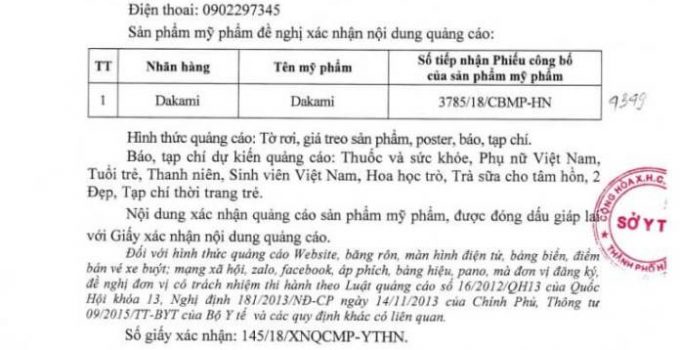 Điện thoai: 0902297345
Sản phẩm mỹ phẩm đề nghị xác nhận nội dung quảng cáo:
TT Nhãn hàng Tên mỹ phẩm Số tiếp nhận Phiếu công bố của sản phẩm mỹ phẩm
1 Dakami Dakami 3785/18/CBMP-HN
9349
Hình thức quảng cáo: Tờ rơi, giá treo sản phẩm, poster, báo, tạp chí.
Báo, tạp chí dự kiến quảng cáo: Thuốc và sức khỏe, Phụ nữ Việt Nam,
Tuổi trẻ, Thanh niên, Sinh viên Việt Nam, Hoa học trò, Trà sữa cho tâm hồn, 2
Đẹp, Tạp chí thời trang trẻ.
Nội dung xác nhận quảng cáo sản phẩm mỹ phẩm, được đóng dấu giáp lai
với Giấy xác nhận nội dung quảng cáo.
Đối với hình thức quảng cáo Website, băng rôn, màn hình điện tử, bảng biển, điểm
bán vé xe buýt; mạng xã hội, zalo, facebook, áp phích, bảng hiệu, pano, mà đơn vị đăng ký,
đề nghị đơn vị có trách nhiệm thi hành theo Luật quảng cáo số 16/2012/QH13 của Quốc
Hội khóa 13, Nghị định 181/2013/NĐ-CP ngày 14/11/2013 của Chính Phủ, Thông tư
09/2015/TT-BYT của Bộ Y tế và các quy định khác có liên quan.
Số giấy xác nhận: 145/18/XNQCMP-YTHN.
CỘNG HÒA X.H.C
SỞ YT
THÀNH PHỐ H